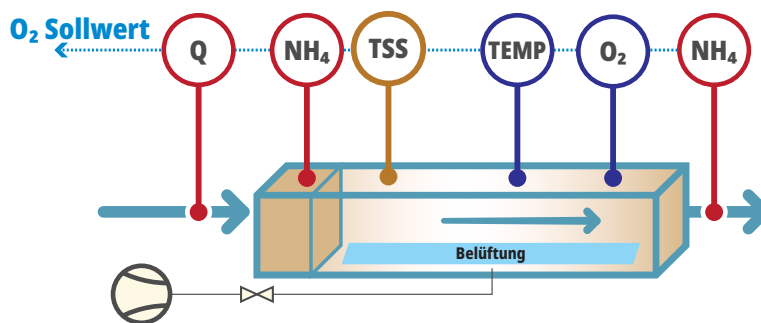 O₂ Sollwert
Q
NH₄
TSS
TEMP
O₂
NH₄
Belüftung